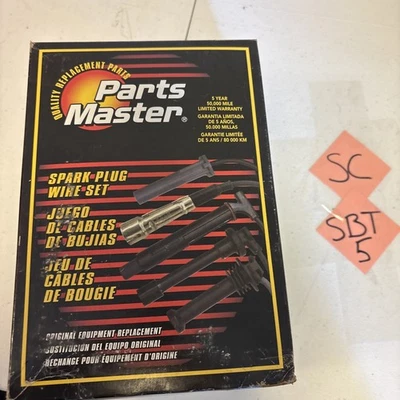 QUALITY REPLACEMENT PARTS
Parts
Master®
5 YEAR
50,000 MILE
LIMITED WARRANTY
GARANTIA LIMITADA
DE 5 AÑOS,
50.000 MILLAS
GARANTIE LIMITÉE
DE 5 ANS / 80 000 KM
SPARK PLUG
WIRE SET
JUEGO
DE CABLES
DE BUJIAS
JEU DE
CÂBLES
DE BOUGIE
ORIGINAL EQUIPMENT REPLACEMENT
SUSTITUCION DEL EQUIPO ORIGINAL
RECHANGE POUR ÉQUIPEMENT D'ORIGINE
SC
SBT
5